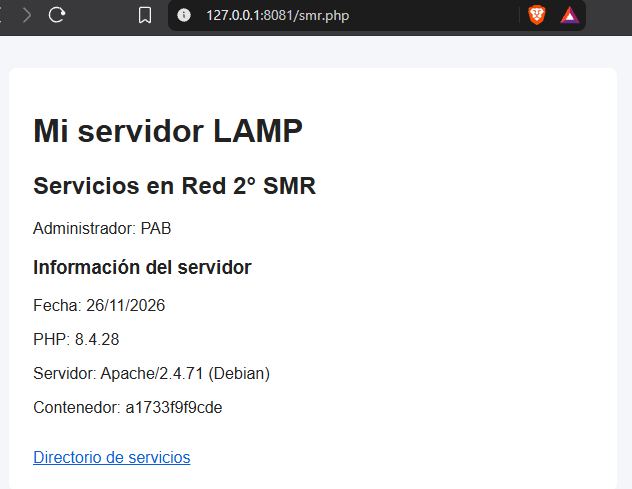 127.0.0.1:8081/smr.php
Mi servidor LAMP
Servicios en Red 2º SMR
Administrador: PAB
Información del servidor
Fecha: 26/11/2026
PHP: 8.4.28
Servidor: Apache/2.4.71 (Debian)
Contenedor: a1733f9f9cde
Directorio de servicios